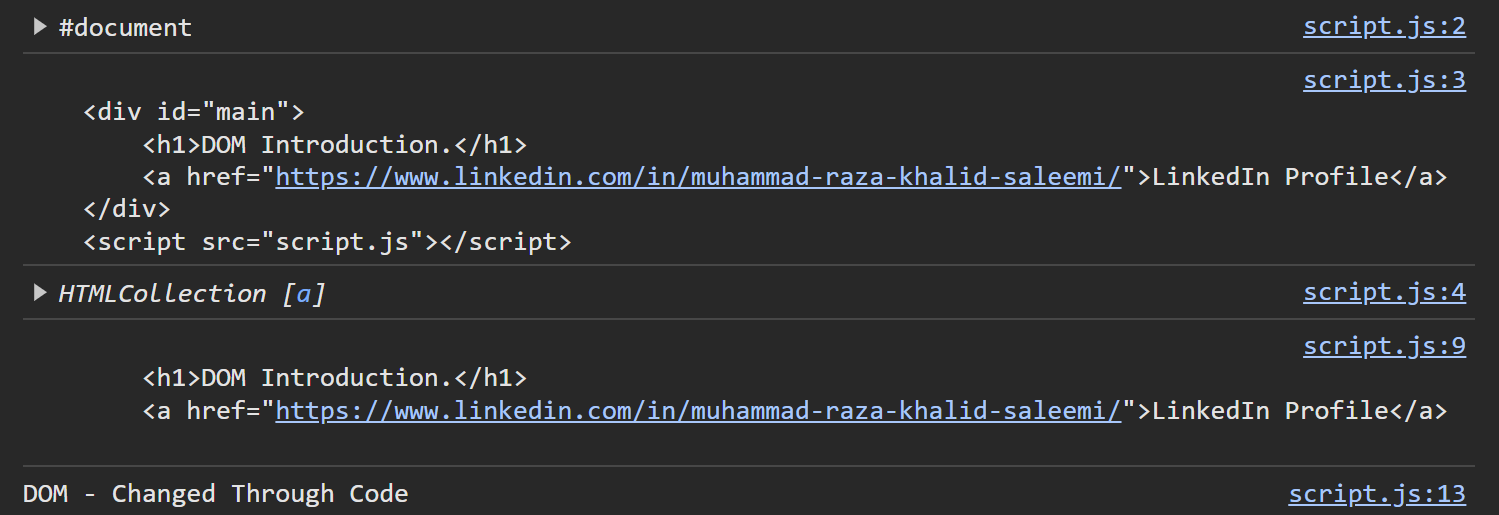 #document script.js:2
script.js:3
<div id="main">
<h1>DOM Introduction.</h1>
<a href="https://www.linkedin.com/in/muhammad-raza-khalid-saleemi/">LinkedIn Profile</a>
</div>
<script src="script.js"></script>
HTMLCollection [a] script.js:4
script.js:9
<h1>DOM Introduction.</h1>
<a href="https://www.linkedin.com/in/muhammad-raza-khalid-saleemi/">LinkedIn Profile</a>
DOM - Changed Through Code script.js:13